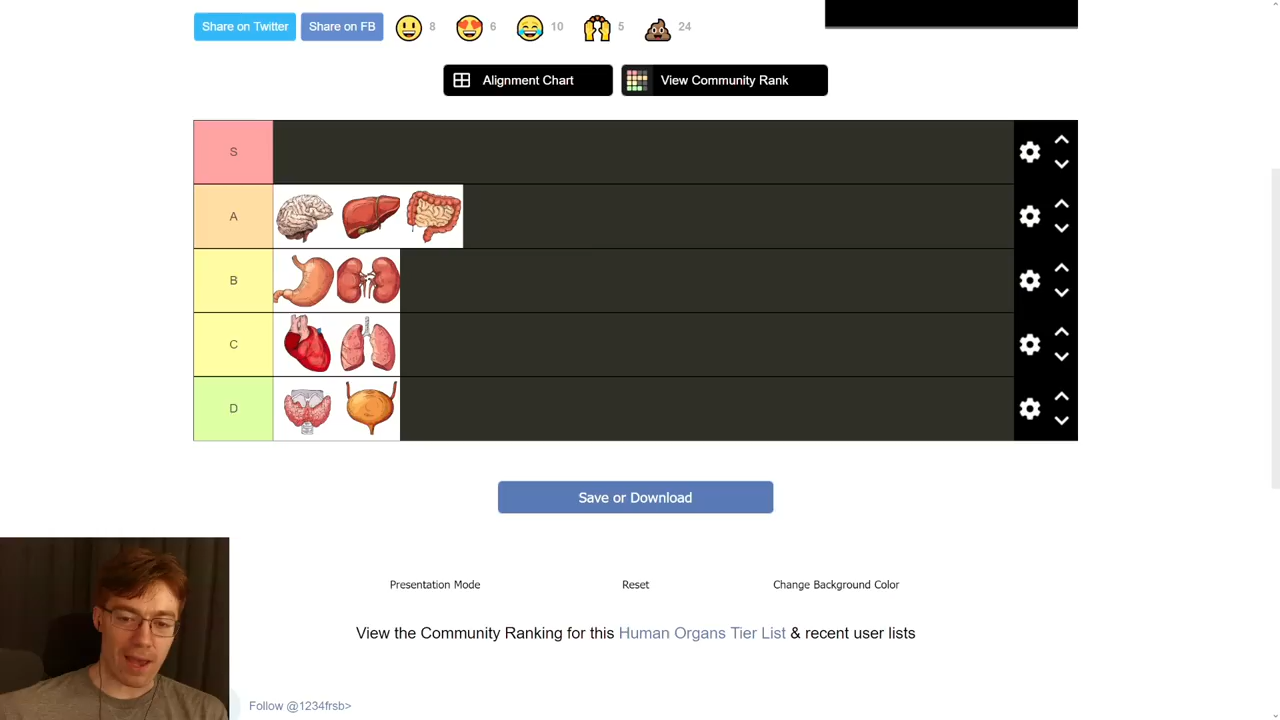 Share on Twitter Share on FB 8 6 10 5 24
Alignment Chart View Community Rank
S
A
B
C
D
Save or Download
Presentation Mode Reset Change Background Color
View the Community Ranking for this Human Organs Tier List & recent user lists
Follow @1234frsb>